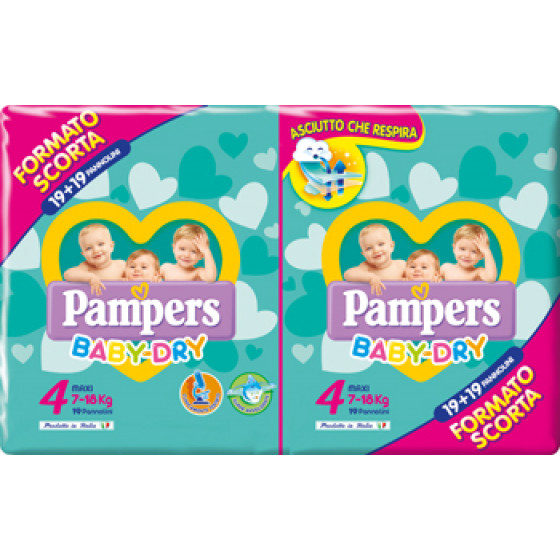 FORMATO
SCORTA
19+19 PANNOLINI
Pampers
BABY-DRY
4
MAXI
7-18 Kg
19 Pannolini
Prodotto in Italia
ASCIUTTO CHE RESPIRA
Pampers
BABY-DRY
4
MAXI
7-18 Kg
19 Pannolini
Prodotto in Italia
19+19 PANNOLINI
FORMATO
SCORTA